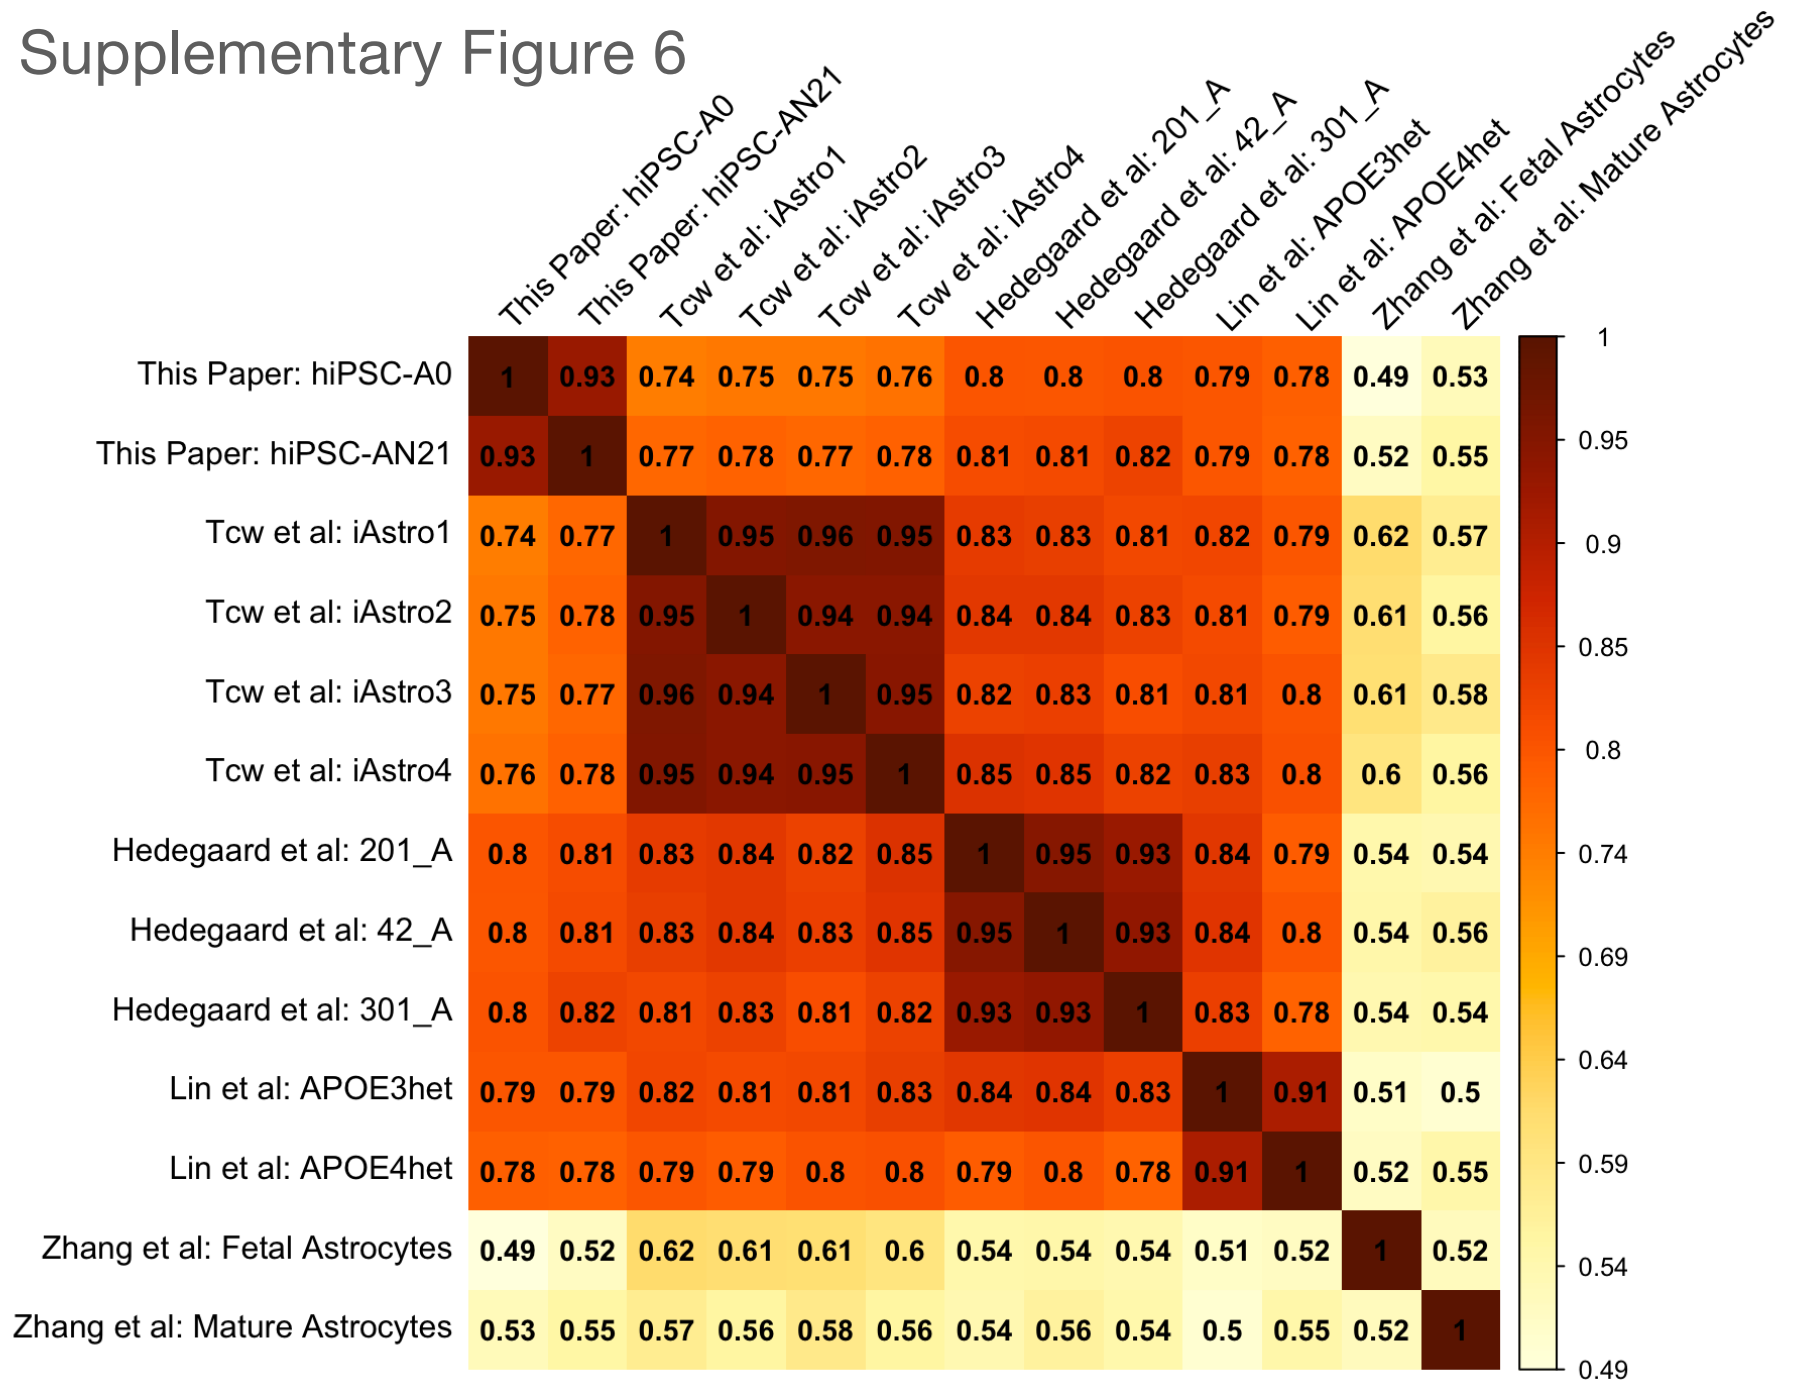 Supplementary Figure 6
This Paper: hiPSC-A0
This Paper: hiPSC-AN21
Tcw et al: iAstro1
Tcw et al: iAstro2
Tcw et al: iAstro3
Tcw et al: iAstro4
Hedegaard et al: 201_A
Hedegaard et al: 42_A
Hedegaard et al: 301_A
Lin et al: APOE3het
Lin et al: APOE4het
Zhang et al: Fetal Astrocytes
Zhang et al: Mature Astrocytes
This Paper: hiPSC-A0 1 0.93 0.74 0.75 0.75 0.76 0.8 0.8 0.8 0.79 0.78 0.49 0.53
This Paper: hiPSC-AN21 0.93 1 0.77 0.78 0.77 0.78 0.81 0.81 0.82 0.79 0.78 0.52 0.55
Tcw et al: iAstro1 0.74 0.77 1 0.95 0.96 0.95 0.83 0.83 0.81 0.82 0.79 0.62 0.57
Tcw et al: iAstro2 0.75 0.78 0.95 1 0.94 0.94 0.84 0.84 0.83 0.81 0.79 0.61 0.56
Tcw et al: iAstro3 0.75 0.77 0.96 0.94 1 0.95 0.82 0.83 0.81 0.81 0.8 0.61 0.58
Tcw et al: iAstro4 0.76 0.78 0.95 0.94 0.95 1 0.85 0.85 0.82 0.83 0.8 0.6 0.56
Hedegaard et al: 201_A 0.8 0.81 0.83 0.84 0.82 0.85 1 0.95 0.93 0.84 0.79 0.54 0.54
Hedegaard et al: 42_A 0.8 0.81 0.83 0.84 0.83 0.85 0.95 1 0.93 0.84 0.8 0.54 0.56
Hedegaard et al: 301_A 0.8 0.82 0.81 0.83 0.81 0.82 0.93 0.93 1 0.83 0.78 0.54 0.54
Lin et al: APOE3het 0.79 0.79 0.82 0.81 0.81 0.83 0.84 0.84 0.83 1 0.91 0.51 0.5
Lin et al: APOE4het 0.78 0.78 0.79 0.79 0.8 0.8 0.79 0.8 0.78 0.91 1 0.52 0.55
Zhang et al: Fetal Astrocytes 0.49 0.52 0.62 0.61 0.61 0.6 0.54 0.54 0.54 0.51 0.52 1 0.52
Zhang et al: Mature Astrocytes 0.53 0.55 0.57 0.56 0.58 0.56 0.54 0.56 0.54 0.5 0.55 0.52 1
1
0.95
0.9
0.85
0.8
0.74
0.69
0.64
0.59
0.54
0.49